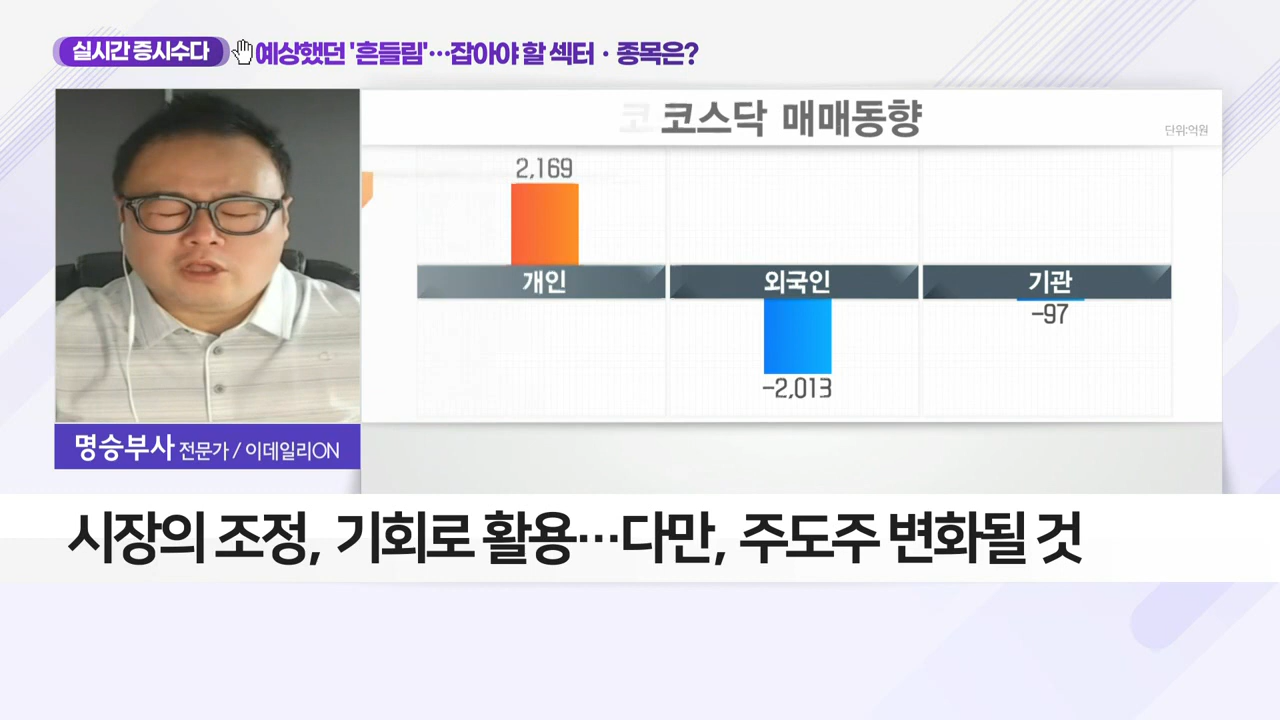 실시간 증시수다 예상했던 '흔들림'…잡아야 할 섹터·종목은?
코 코스닥 매매동향
단위:억원
2,169
개인 외국인 기관
-97
-2,013
명승부사 전문가 / 이데일리ON
시장의 조정, 기회로 활용…다만, 주도주 변화될 것